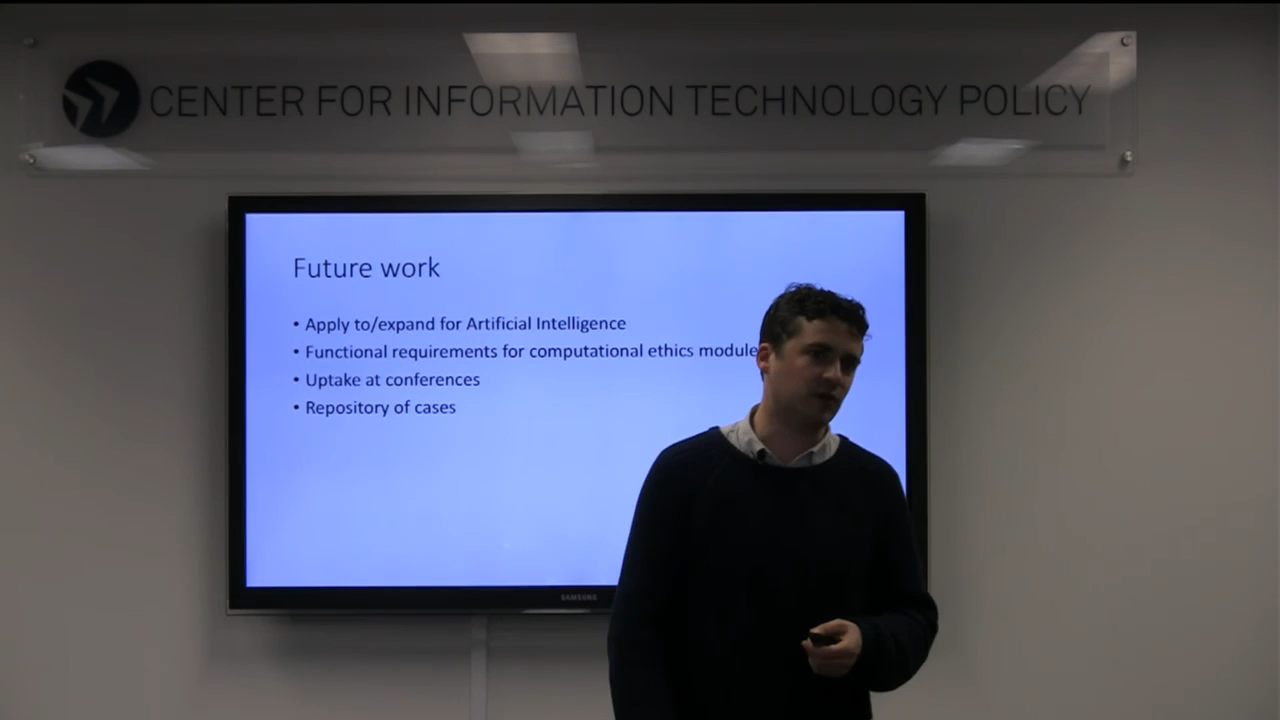 CENTER FOR INFORMATION TECHNOLOGY POLICY
Future work
• Apply to/expand for Artificial Intelligence
• Functional requirements for computational ethics module
• Uptake at conferences
• Repository of cases
SAMSUNG